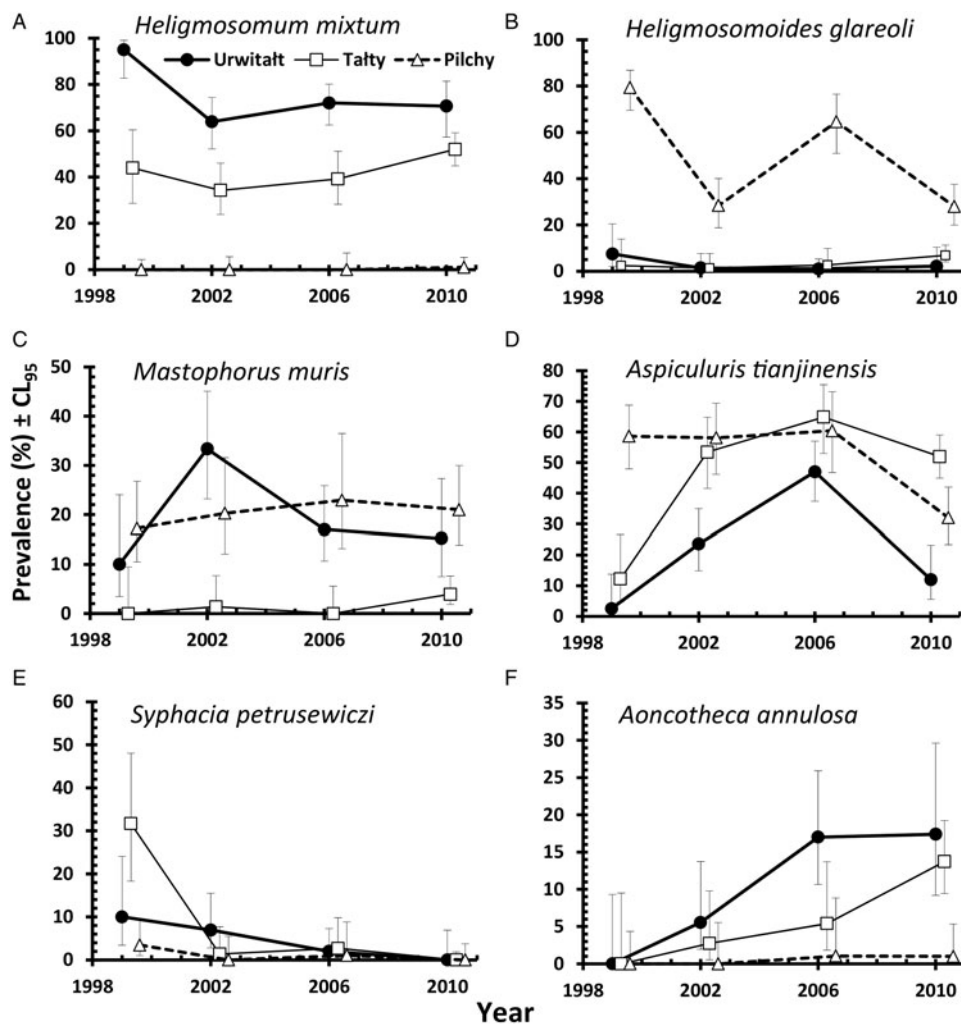 A
Heligmosomum mixtum
100
80
60
40
20
0
Urwitałt Tałty Pilchy
1998 2002 2006 2010
B
Heligmosomoides glareoli
100
80
60
40
20
0
1998 2002 2006 2010
Prevalence (%) ± CL95
C
Mastophorus muris
50
40
30
20
10
0
1998 2002 2006 2010
D
Aspiculuris tianjinensis
80
70
60
50
40
30
20
10
0
1998 2002 2006 2010
E
Syphacia petrusewiczi
60
50
40
30
20
10
0
1998 2002 2006 2010
F
Aoncotheca annulosa
35
30
25
20
15
10
5
0
1998 2002 2006 2010
Year